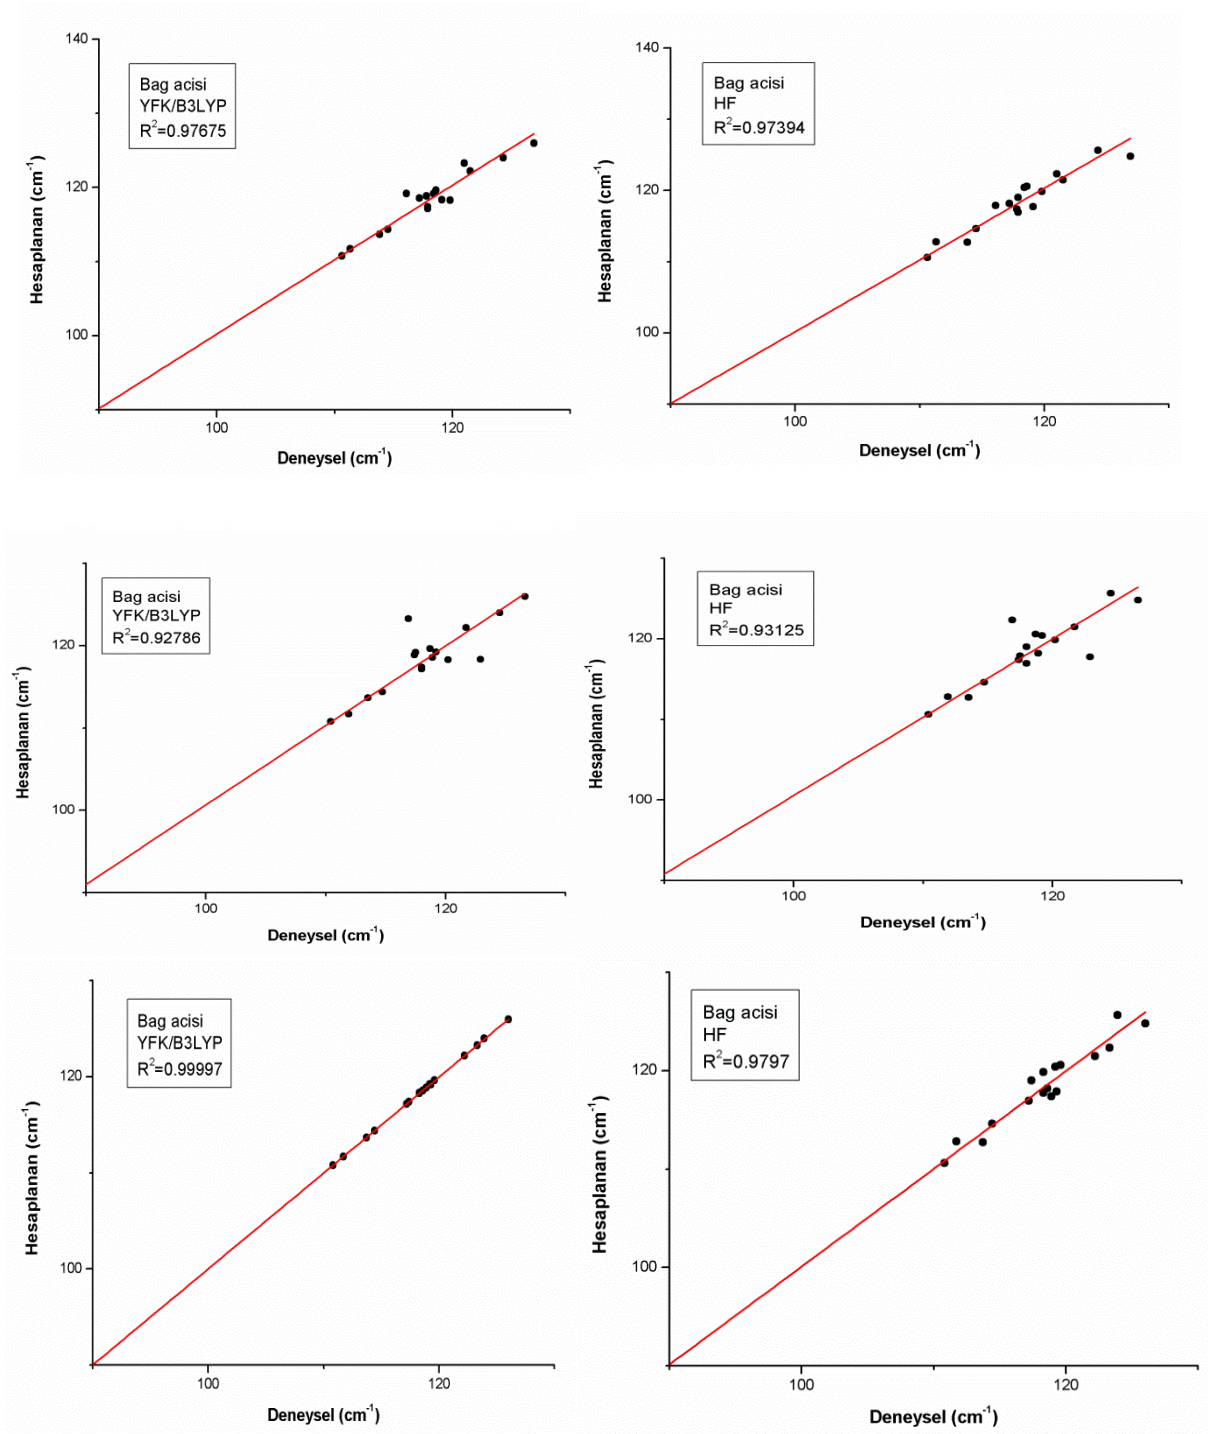 140
120
100
100
120
Hesaplanan (cm⁻¹)
Deneysel (cm⁻¹)
Bag acisi
YFK/B3LYP
R²=0.97675
140
120
100
100
120
Hesaplanan (cm⁻¹)
Deneysel (cm⁻¹)
Bag acisi
HF
R²=0.97394
120
100
100
120
Hesaplanan (cm⁻¹)
Deneysel (cm⁻¹)
Bag acisi
YFK/B3LYP
R²=0.92786
120
100
100
120
Hesaplanan (cm⁻¹)
Deneysel (cm⁻¹)
Bag acisi
HF
R²=0.93125
120
100
100
120
Hesaplanan (cm⁻¹)
Deneysel (cm⁻¹)
Bag acisi
YFK/B3LYP
R²=0.99997
120
100
100
120
Hesaplanan (cm⁻¹)
Deneysel (cm⁻¹)
Bag acisi
HF
R²=0.9797